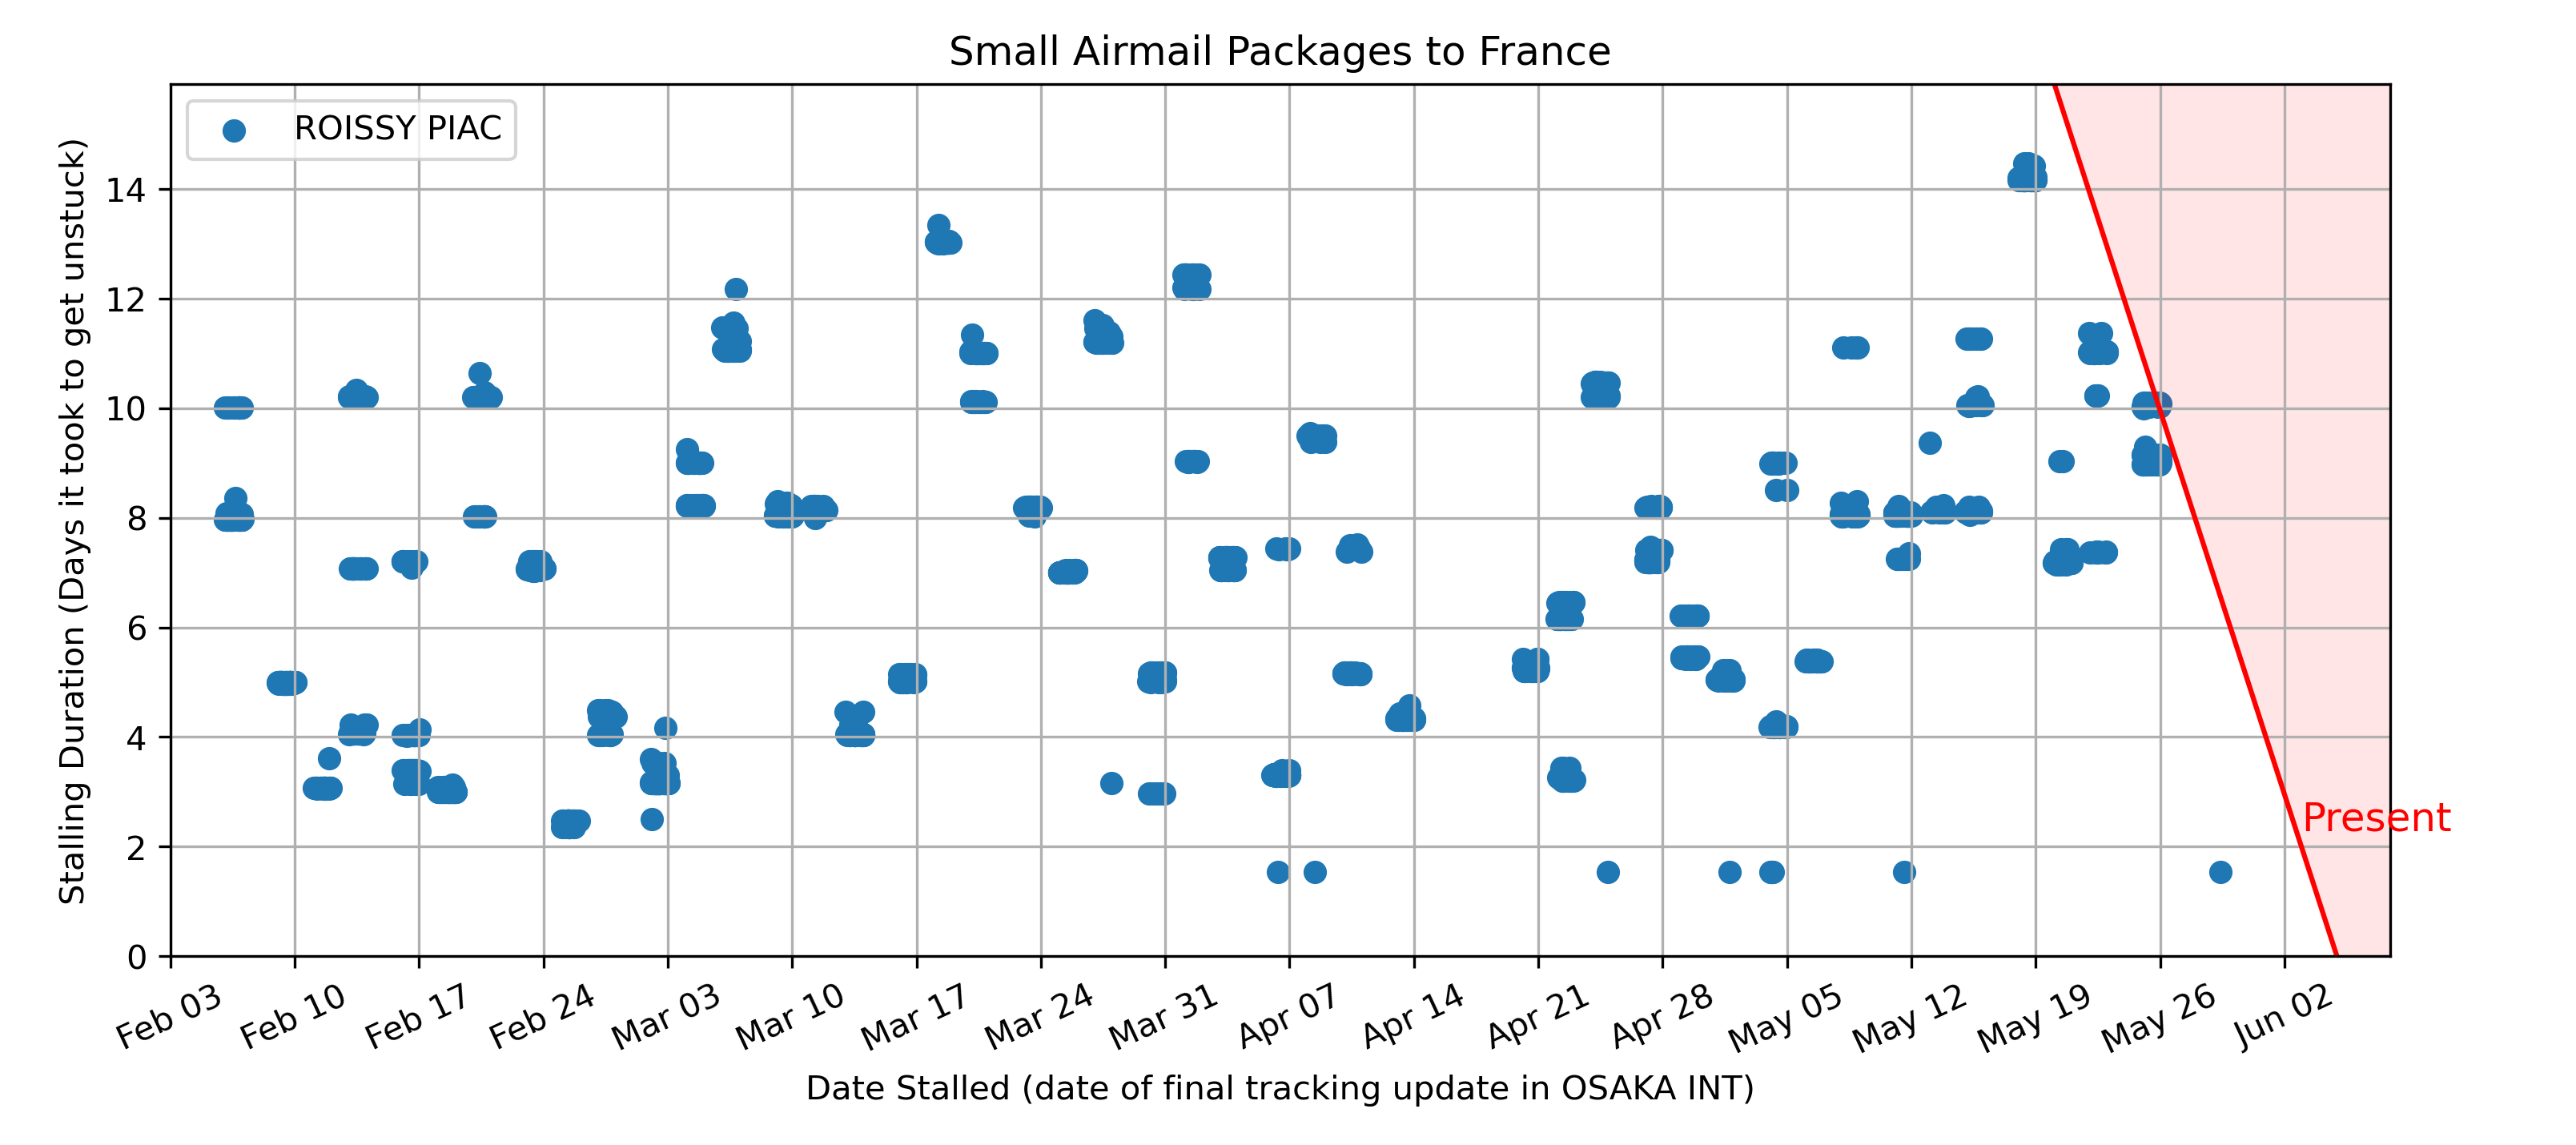 Small Airmail Packages to France
ROISSY PIAC
Stalling Duration (Days it took to get unstuck)
14
12
10
8
6
4
2
0
Present
Feb 03
Feb 10
Feb 17
Feb 24
Mar 03
Mar 10
Mar 17
Mar 24
Mar 31
Apr 07
Apr 14
Apr 21
Apr 28
May 05
May 12
May 19
May 26
Jun 02
Date Stalled (date of final tracking update in OSAKA INT)